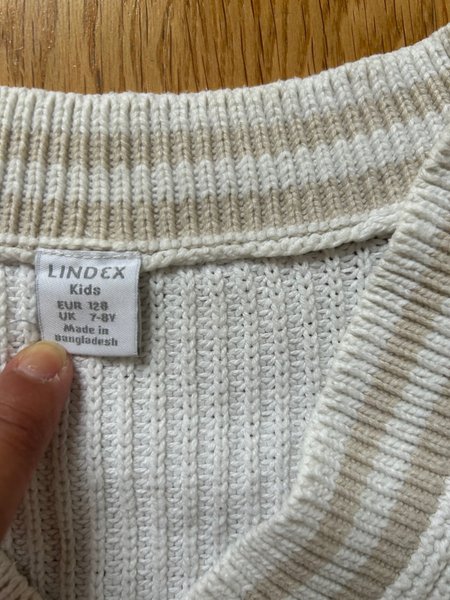 LINDEX
Kids
EUR 128
UK 7-8Y
Made in
Bangladesh